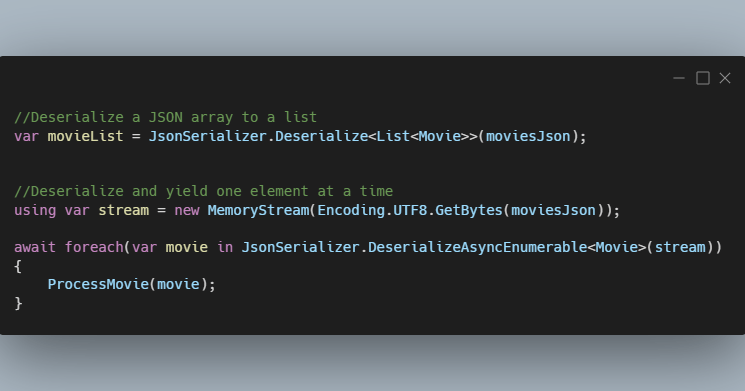 //Deserialize a JSON array to a list
var movieList = JsonSerializer.Deserialize<List<Movie>>(moviesJson);
//Deserialize and yield one element at a time
using var stream = new MemoryStream(Encoding.UTF8.GetBytes(moviesJson));
await foreach(var movie in JsonSerializer.DeserializeAsyncEnumerable<Movie>(stream))
{
    ProcessMovie(movie);
}